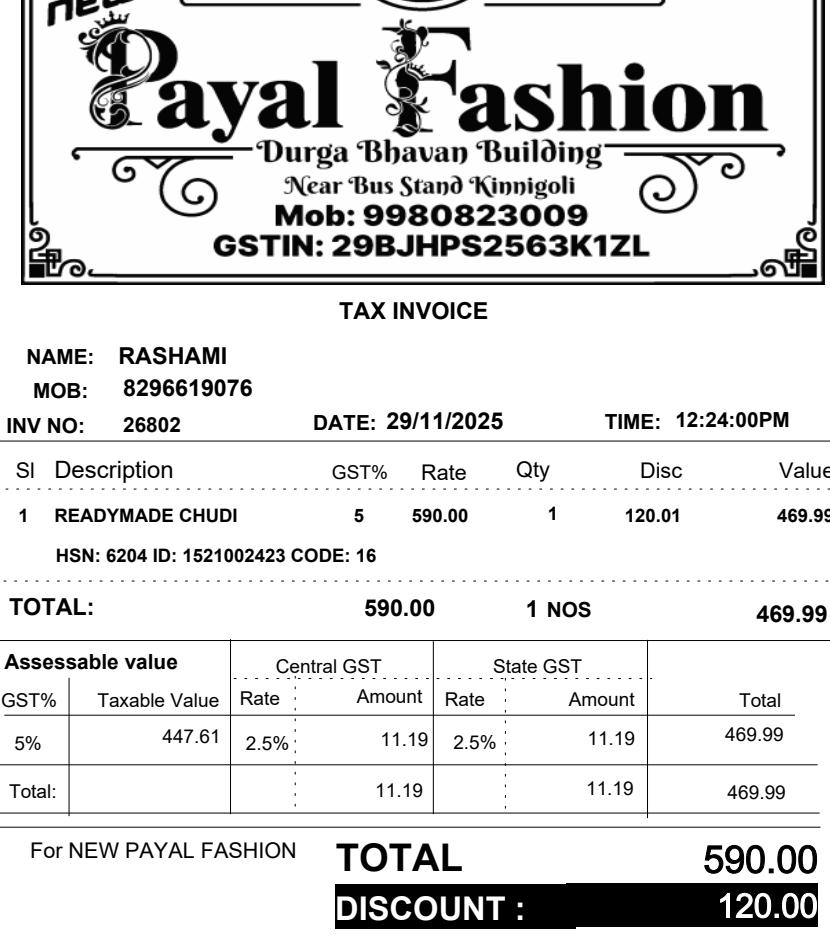 new
Payal Fashion
Durga Bhavan Building
Near Bus Stand Kinnigoli
Mob: 9980823009
GSTIN: 29BJHPS2563K1ZL
TAX INVOICE
NAME: RASHAMI
MOB: 8296619076
INV NO: 26802 DATE: 29/11/2025 TIME: 12:24:00PM
Sl Description GST% Rate Qty Disc Value
1 READYMADE CHUDI 5 590.00 1 120.01 469.99
HSN: 6204 ID: 1521002423 CODE: 16
TOTAL: 590.00 1 NOS 469.99
Assessable value Central GST State GST
GST% Taxable Value Rate Amount Rate Amount Total
5% 447.61 2.5% 11.19 2.5% 11.19 469.99
Total: 11.19 11.19 469.99
For NEW PAYAL FASHION TOTAL 590.00
DISCOUNT : 120.00